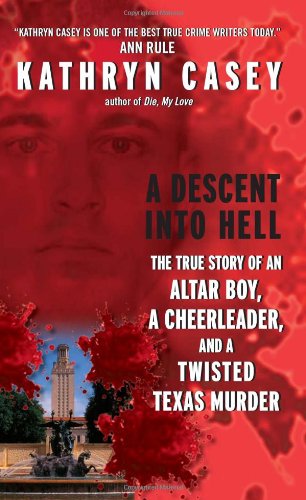 "KATHRYN CASEY IS ONE OF THE BEST TRUE CRIME WRITERS TODAY."
ANN RULE
KATHRYN CASEY
author of Die, My Love
A DESCENT
INTO HELL
THE TRUE STORY OF AN
ALTAR BOY,
A CHEERLEADER,
AND A
TWISTED
TEXAS MURDER